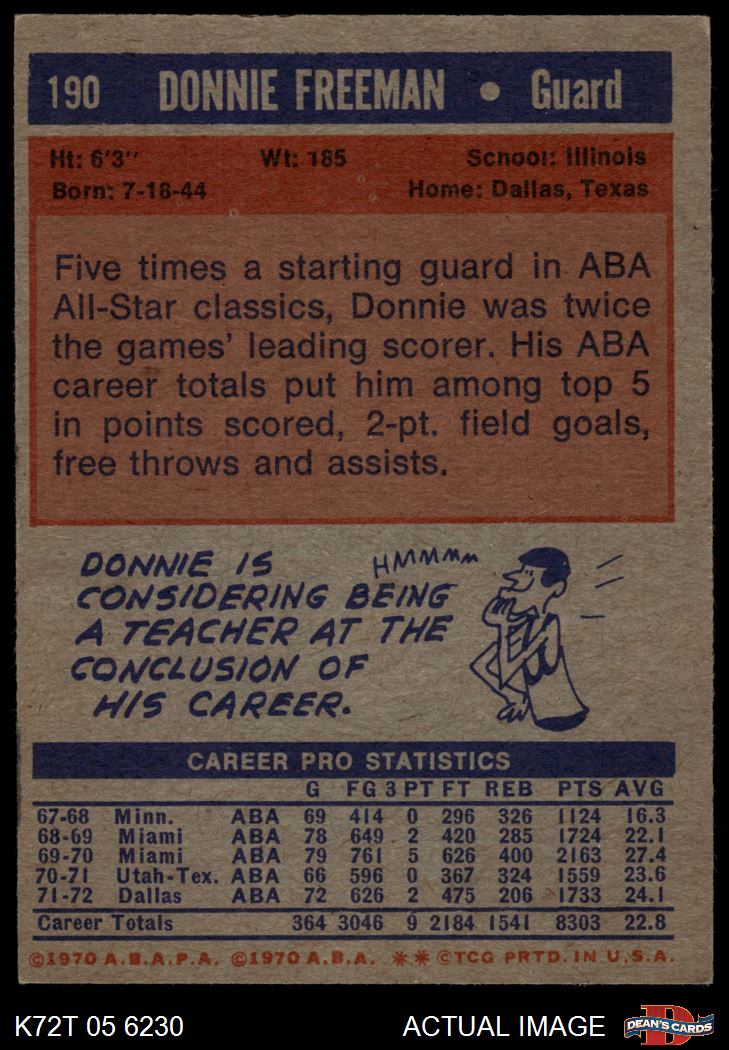 190 DONNIE FREEMAN • Guard
Ht: 6'3" Wt: 185 School: Illinois
Born: 7-18-44 Home: Dallas, Texas
Five times a starting guard in ABA
All-Star classics, Donnie was twice
the games' leading scorer. His ABA
career totals put him among top 5
in points scored, 2-pt. field goals,
free throws and assists.
DONNIE IS
CONSIDERING BEING
A TEACHER AT THE
CONCLUSION OF
HIS CAREER.
HMMMMM
CAREER PRO STATISTICS
G FG 3 PT FT REB PTS AVG
67-68 Minn. ABA 69 414 0 296 326 1124 16.3
68-69 Miami ABA 78 649 2 420 285 1724 22.1
69-70 Miami ABA 79 761 5 626 400 2163 27.4
70-71 Utah-Tex. ABA 66 596 0 367 324 1559 23.6
71-72 Dallas ABA 72 626 2 475 206 1733 24.1
Career Totals 364 3046 9 2184 1541 8303 22.8
©1970 A.B.A.P.A. ©1970 A.B.A. ** ©TCG PRTD. IN U.S.A.
K72T 05 6230 ACTUAL IMAGE DEAN'S CARDS